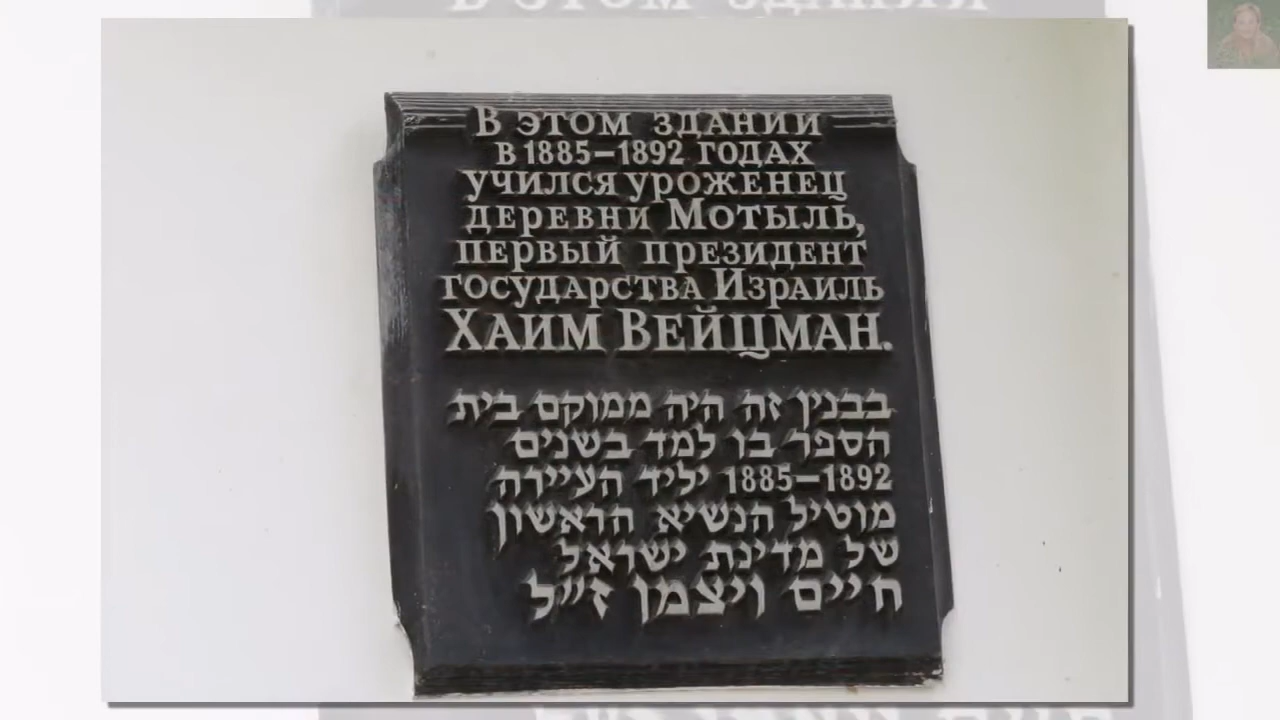 В ЭТОМ ЗДАНИИ
В 1885–1892 ГОДАХ
УЧИЛСЯ УРОЖЕНЕЦ
ДЕРЕВНИ МОТЫЛЬ,
ПЕРВЫЙ ПРЕЗИДЕНТ
ГОСУДАРСТВА ИЗРАИЛЬ
ХАИМ ВЕЙЦМАН.
בבנין זה היה ממוקם בית
הספר בו למד בשנים
1885–1892 יליד העיירה
מוטיל הנשיא הראשון
של מדינת ישראל
חיים ויצמן ז״ל